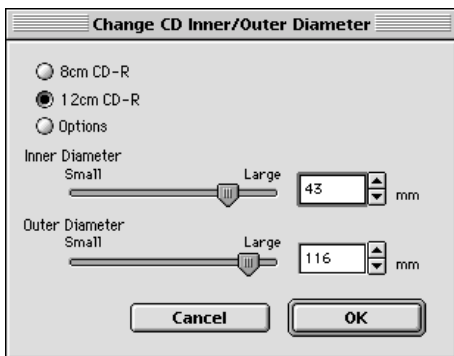 Change CD Inner/Outer Diameter
8cm CD-R
12cm CD-R
Options
Inner Diameter
Small Large
43 mm
Outer Diameter
Small Large
116 mm
Cancel OK